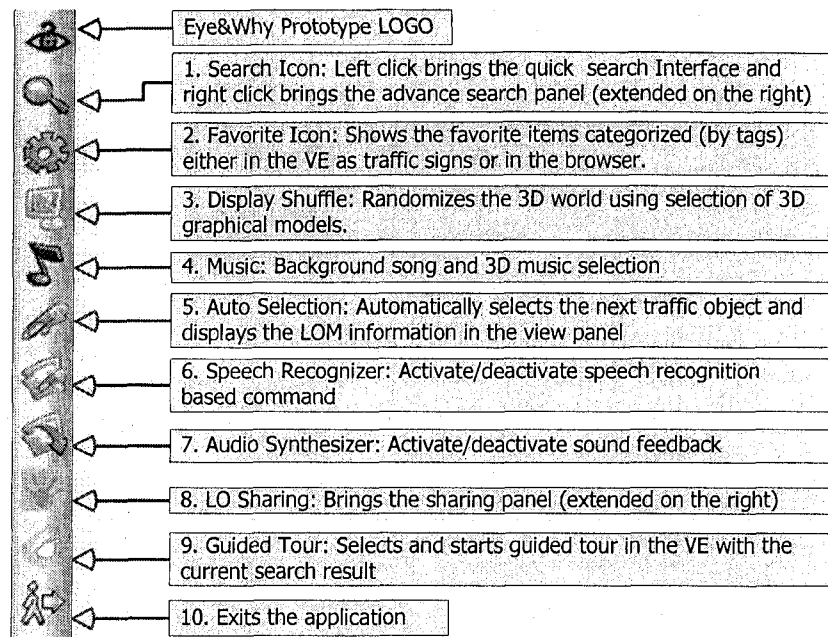 Eye&Why Prototype LOGO
1. Search Icon: Left click brings the quick search Interface and
right click brings the advance search panel (extended on the right)
2. Favorite Icon: Shows the favorite items categorized (by tags)
either in the VE as traffic signs or in the browser.
3. Display Shuffle: Randomizes the 3D world using selection of 3D
graphical models.
4. Music: Background song and 3D music selection
5. Auto Selection: Automatically selects the next traffic object and
displays the LOM information in the view panel
6. Speech Recognizer: Activate/deactivate speech recognition
based command
7. Audio Synthesizer: Activate/deactivate sound feedback
8. LO Sharing: Brings the sharing panel (extended on the right)
9. Guided Tour: Selects and starts guided tour in the VE with the
current search result
10. Exits the application